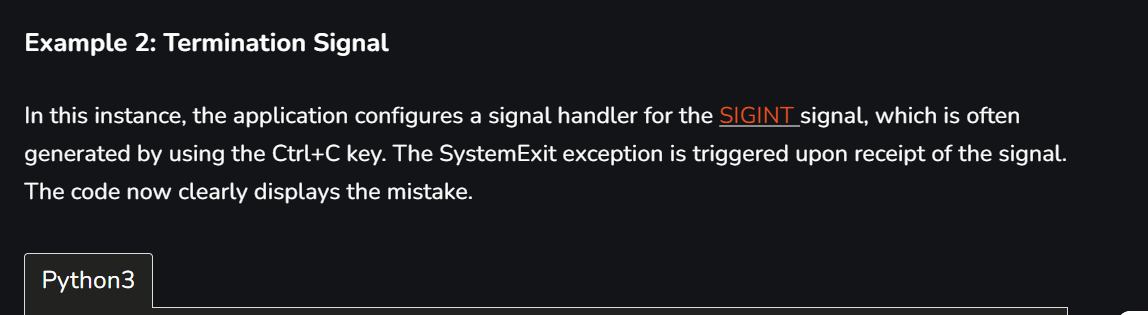 Example 2: Termination Signal
In this instance, the application configures a signal handler for the SIGINT signal, which is often
generated by using the Ctrl+C key. The SystemExit exception is triggered upon receipt of the signal.
The code now clearly displays the mistake.
Python3